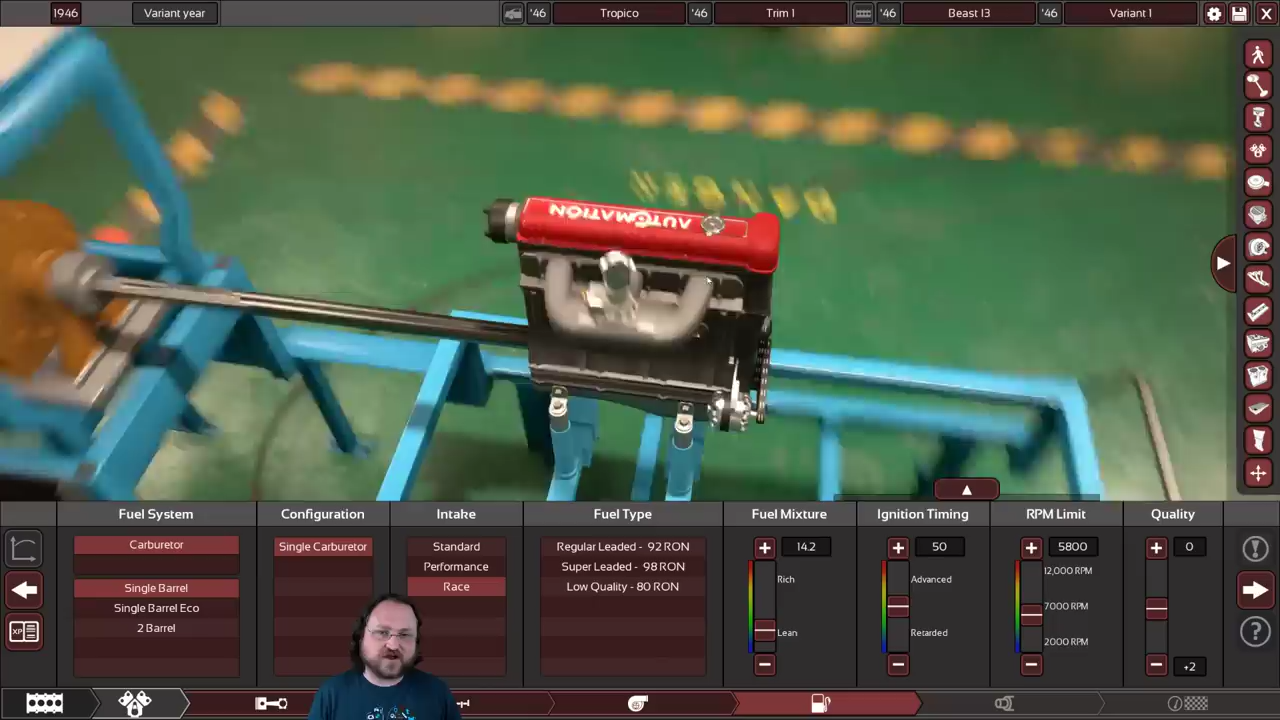 1946 Variant year '46 Tropico '46 Trim 1 '46 Beast I3 '46 Variant 1
AUTOMATION
Fuel System Configuration Intake Fuel Type Fuel Mixture Ignition Timing RPM Limit Quality
Carburetor Single Carburetor Standard Regular Leaded - 92 RON 14.2 50 5800 0
Performance Super Leaded - 98 RON 12,000 RPM
Single Barrel Race Low Quality - 80 RON Rich Advanced
Single Barrel Eco 7000 RPM
2 Barrel Lean Retarded 2000 RPM
XP +2